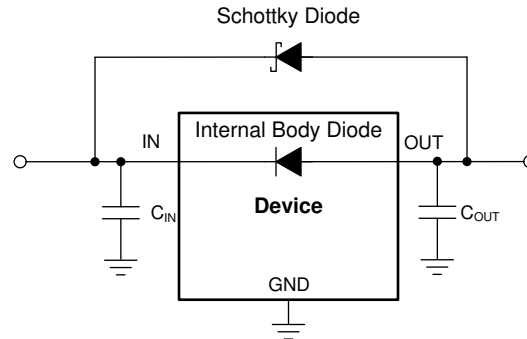 Schottky Diode
Internal Body Diode
IN
OUT
Device
CIN
COUT
GND